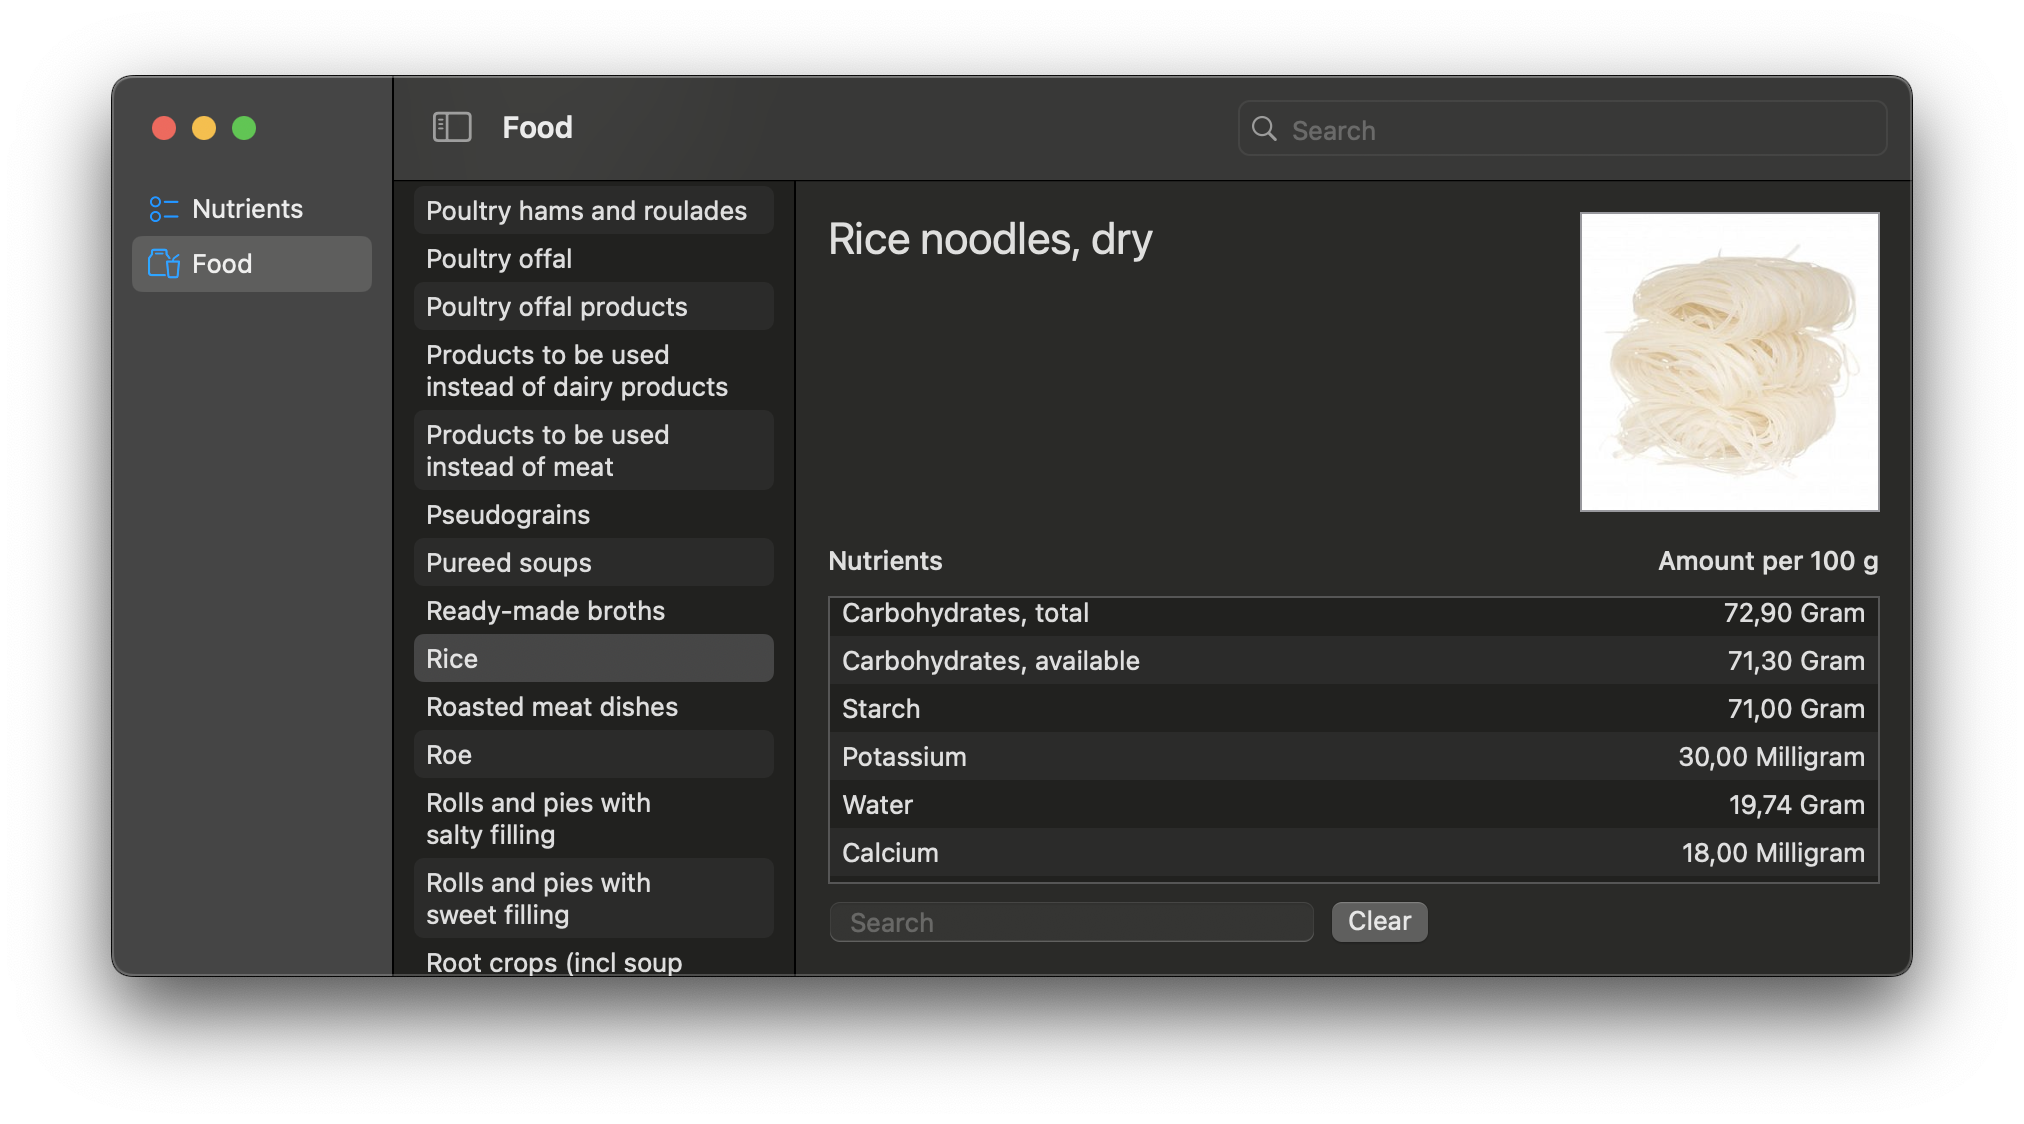 Nutrients
Food
Food
Search
Poultry hams and roulades
Poultry offal
Poultry offal products
Products to be used
instead of dairy products
Products to be used
instead of meat
Pseudograins
Pureed soups
Ready-made broths
Rice
Roasted meat dishes
Roe
Rolls and pies with
salty filling
Rolls and pies with
sweet filling
Root crops (incl soup
Rice noodles, dry
Nutrients Amount per 100 g
Carbohydrates, total 72,90 Gram
Carbohydrates, available 71,30 Gram
Starch 71,00 Gram
Potassium 30,00 Milligram
Water 19,74 Gram
Calcium 18,00 Milligram
Search Clear